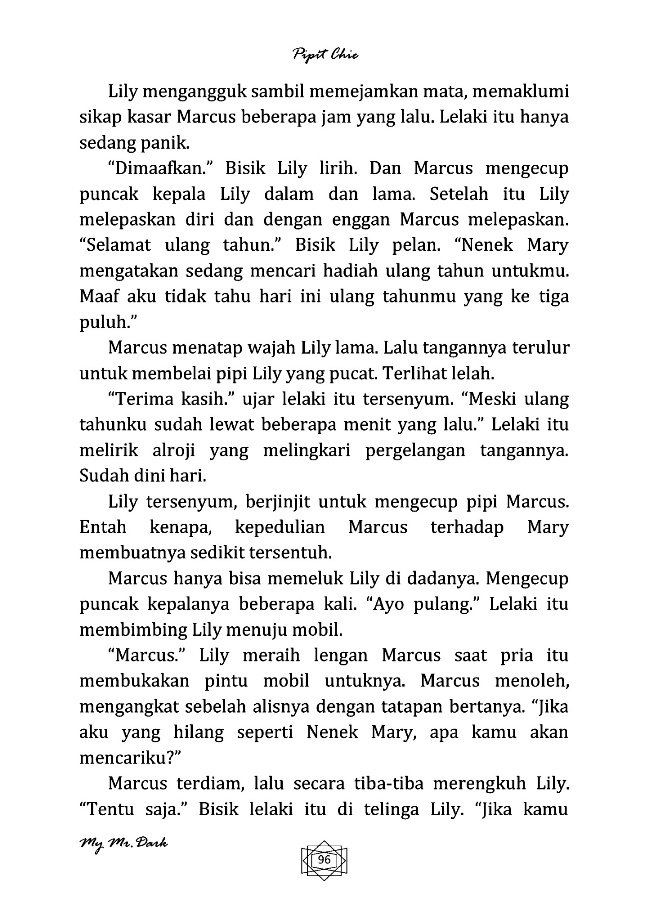 Pipit Chie
Lily mengangguk sambil memejamkan mata, memaklumi
sikap kasar Marcus beberapa jam yang lalu. Lelaki itu hanya
sedang panik.
“Dimaafkan.” Bisik Lily lirih. Dan Marcus mengecup
puncak kepala Lily dalam dan lama. Setelah itu Lily
melepaskan diri dan dengan enggan Marcus melepaskan.
“Selamat ulang tahun.” Bisik Lily pelan. “Nenek Mary
mengatakan sedang mencari hadiah ulang tahun untukmu.
Maaf aku tidak tahu hari ini ulang tahunmu yang ke tiga
puluh.”
Marcus menatap wajah Lily lama. Lalu tangannya terulur
untuk membelai pipi Lily yang pucat. Terlihat lelah.
“Terima kasih.” ujar lelaki itu tersenyum. “Meski ulang
tahunku sudah lewat beberapa menit yang lalu.” Lelaki itu
melirik alroji yang melingkari pergelangan tangannya.
Sudah dini hari.
Lily tersenyum, berjinjit untuk mengecup pipi Marcus.
Entah kenapa, kepedulian Marcus terhadap Mary
membuatnya sedikit tersentuh.
Marcus hanya bisa memeluk Lily di dadanya. Mengecup
puncak kepalanya beberapa kali. “Ayo pulang.” Lelaki itu
membimbing Lily menuju mobil.
“Marcus.” Lily meraih lengan Marcus saat pria itu
membukakan pintu mobil untuknya. Marcus menoleh,
mengangkat sebelah alisnya dengan tatapan bertanya. “Jika
aku yang hilang seperti Nenek Mary, apa kamu akan
mencariku?”
Marcus terdiam, lalu secara tiba-tiba merengkuh Lily.
“Tentu saja.” Bisik lelaki itu di telinga Lily. “Jika kamu
My Mr. Dark
96